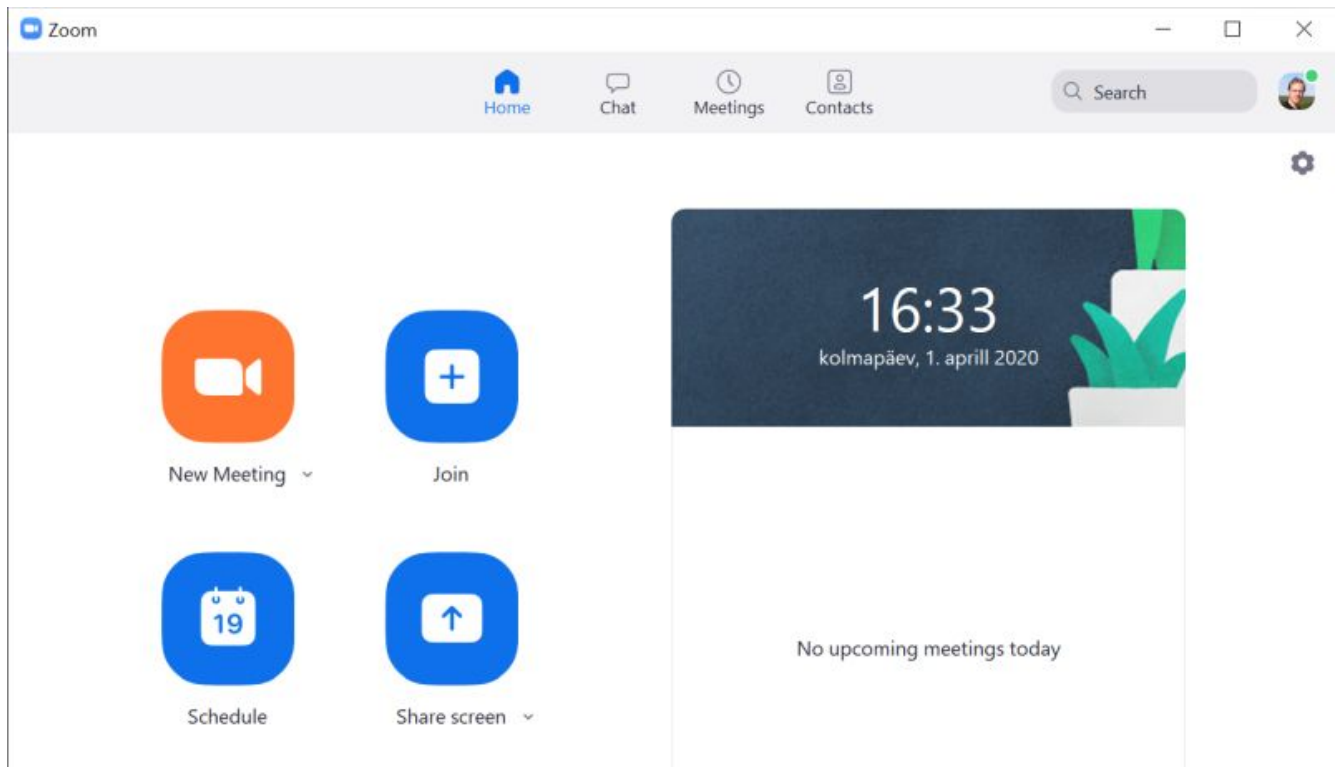 Zoom
Home
Chat
Meetings
Contacts
Search
16:33
kolmapäev, 1. aprill 2020
New Meeting
Join
19
Schedule
Share screen
No upcoming meetings today